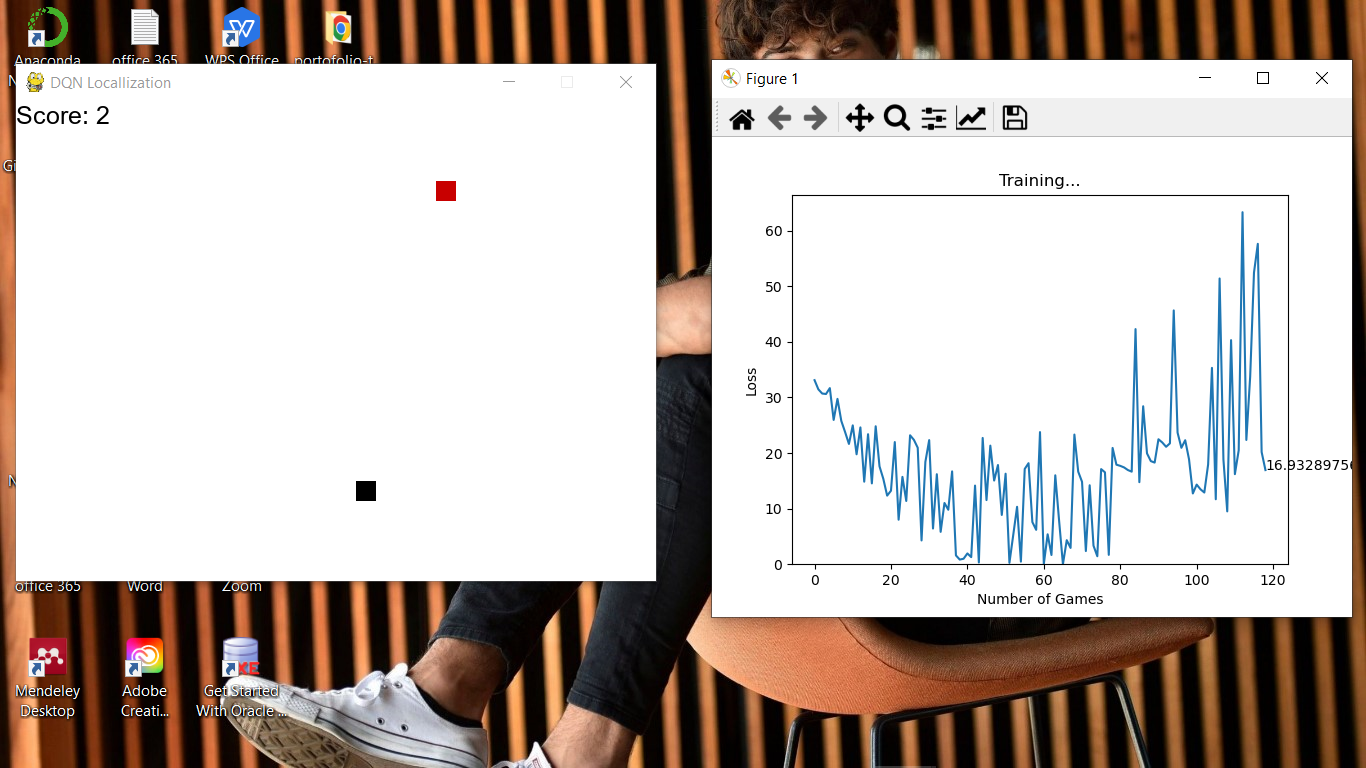 Anaconda
office 365
WPS Office
portofolio-t
N
DQN Locallization
Score: 2
Gi
N
office 365
Word
Zoom
Mendeley
Desktop
Adobe
Creati...
Get Started
With Oracle ...
Figure 1
Training...
Loss
60
50
40
30
20
10
0
16.93289756
0
20
40
60
80
100
120
Number of Games